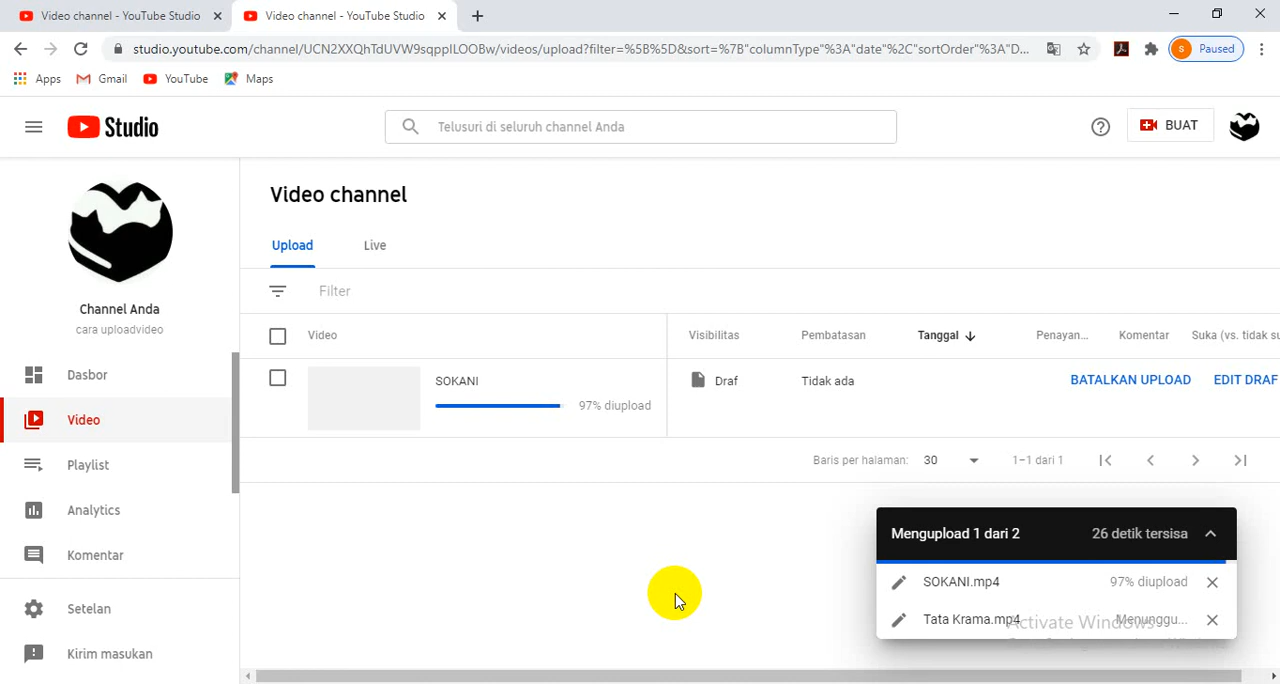 Video channel - YouTube Studio
Video channel - YouTube Studio
studio.youtube.com/channel/UCN2XXQhTdUVW9sqppILOOBw/videos/upload?filter=%5B%5D&sort=%7B"columnType"%3A"date"%2C"sortOrder"%3A"D...
S Paused
Apps Gmail YouTube Maps
Studio
Telusuri di seluruh channel Anda
BUAT
Video channel
Upload Live
Filter
Channel Anda
cara uploadvideo
Dasbor
Video
Playlist
Analytics
Komentar
Setelan
Kirim masukan
Video Visibilitas Pembatasan Tanggal Penayan... Komentar Suka (vs. tidak su
SOKANI Draf Tidak ada BATALKAN UPLOAD EDIT DRAF
97% diupload
Baris per halaman: 30 1–1 dari 1
Mengupload 1 dari 2 26 detik tersisa
SOKANI.mp4 97% diupload
Tata Krama.mp4 Menunggu...
Activate Windows